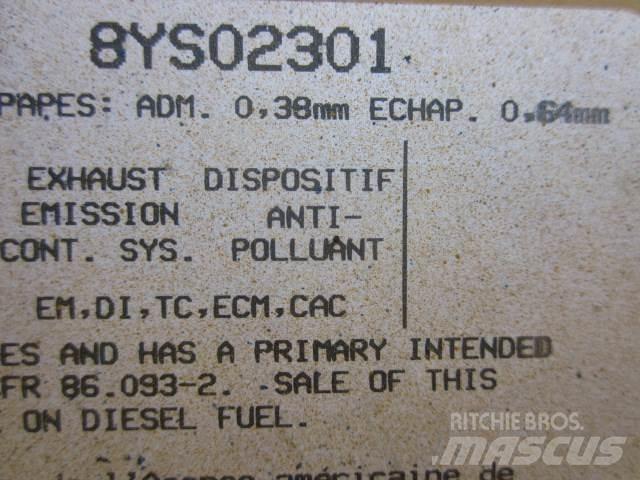 8YS02301
PAPES: ADM. 0,38mm ECHAP. 0,64mm
EXHAUST DISPOSITIF
EMISSION ANTI-
CONT. SYS. POLLUANT
EM,DI,TC,ECM,CAC
ES AND HAS A PRIMARY INTENDED
FR 86.093-2. SALE OF THIS
ON DIESEL FUEL.
américaine de
RITCHIE BROS.
MASCUS